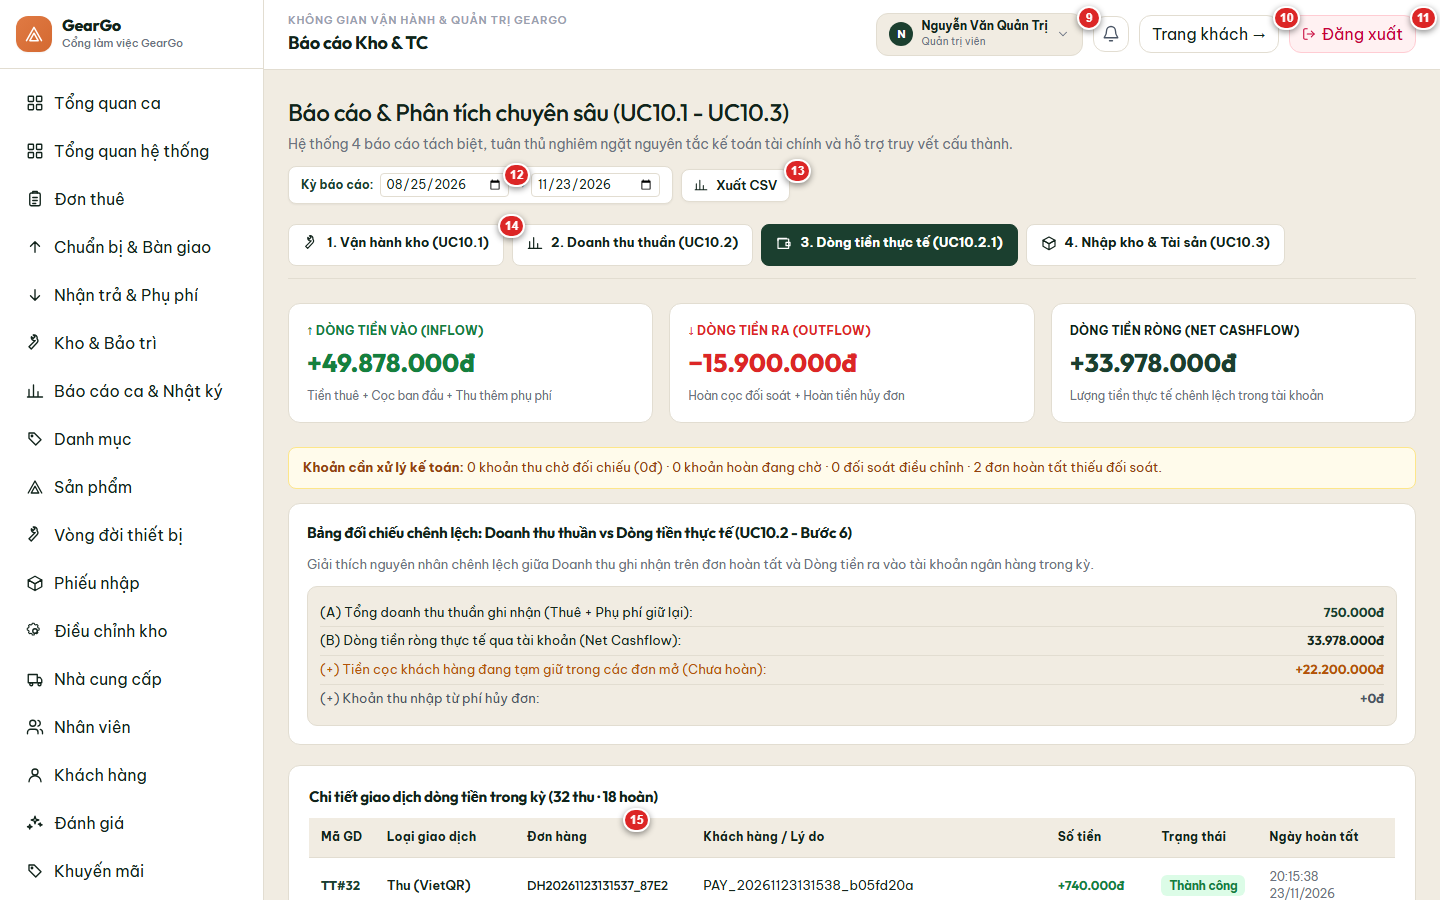 GearGo
Cổng làm việc GearGo
Tổng quan ca
Tổng quan hệ thống
Đơn thuê
Chuẩn bị & Bàn giao
Nhận trả & Phụ phí
Kho & Bảo trì
Báo cáo ca & Nhật ký
Danh mục
Sản phẩm
Vòng đời thiết bị
Phiếu nhập
Điều chỉnh kho
Nhà cung cấp
Nhân viên
Khách hàng
Đánh giá
Khuyến mãi
KHÔNG GIAN VẬN HÀNH & QUẢN TRỊ GEARGO
Báo cáo Kho & TC
N
Nguyễn Văn Quản Trị
Quản trị viên
9
Trang khách →
10
Đăng xuất
11
Báo cáo & Phân tích chuyên sâu (UC10.1 - UC10.3)
Hệ thống 4 báo cáo tách biệt, tuân thủ nghiêm ngặt nguyên tắc kế toán tài chính và hỗ trợ truy vết cấu thành.
Kỳ báo cáo: 08/25/2026 12 11/23/2026
Xuất CSV 13
1. Vận hành kho (UC10.1) 14
2. Doanh thu thuần (UC10.2)
3. Dòng tiền thực tế (UC10.2.1)
4. Nhập kho & Tài sản (UC10.3)
↑ DÒNG TIỀN VÀO (INFLOW)
+49.878.000đ
Tiền thuê + Cọc ban đầu + Thu thêm phụ phí
↓ DÒNG TIỀN RA (OUTFLOW)
−15.900.000đ
Hoàn cọc đối soát + Hoàn tiền hủy đơn
DÒNG TIỀN RÒNG (NET CASHFLOW)
+33.978.000đ
Lượng tiền thực tế chênh lệch trong tài khoản
Khoản cần xử lý kế toán: 0 khoản thu chờ đối chiếu (0đ) · 0 khoản hoàn đang chờ · 0 đối soát điều chỉnh · 2 đơn hoàn tất thiếu đối soát.
Bảng đối chiếu chênh lệch: Doanh thu thuần vs Dòng tiền thực tế (UC10.2 - Bước 6)
Giải thích nguyên nhân chênh lệch giữa Doanh thu ghi nhận trên đơn hoàn tất và Dòng tiền ra vào tài khoản ngân hàng trong kỳ.
(A) Tổng doanh thu thuần ghi nhận (Thuê + Phụ phí giữ lại): 750.000đ
(B) Dòng tiền ròng thực tế qua tài khoản (Net Cashflow): 33.978.000đ
(+) Tiền cọc khách hàng đang tạm giữ trong các đơn mở (Chưa hoàn): +22.200.000đ
(+) Khoản thu nhập từ phí hủy đơn: +0đ
Chi tiết giao dịch dòng tiền trong kỳ (32 thu · 18 hoàn)
15
Mã GD Loại giao dịch Đơn hàng Khách hàng / Lý do Số tiền Trạng thái Ngày hoàn tất
TT#32 Thu (VietQR) DH20261123131537_87E2 PAY_20261123131538_b05fd20a +740.000đ Thành công 20:15:38
23/11/2026